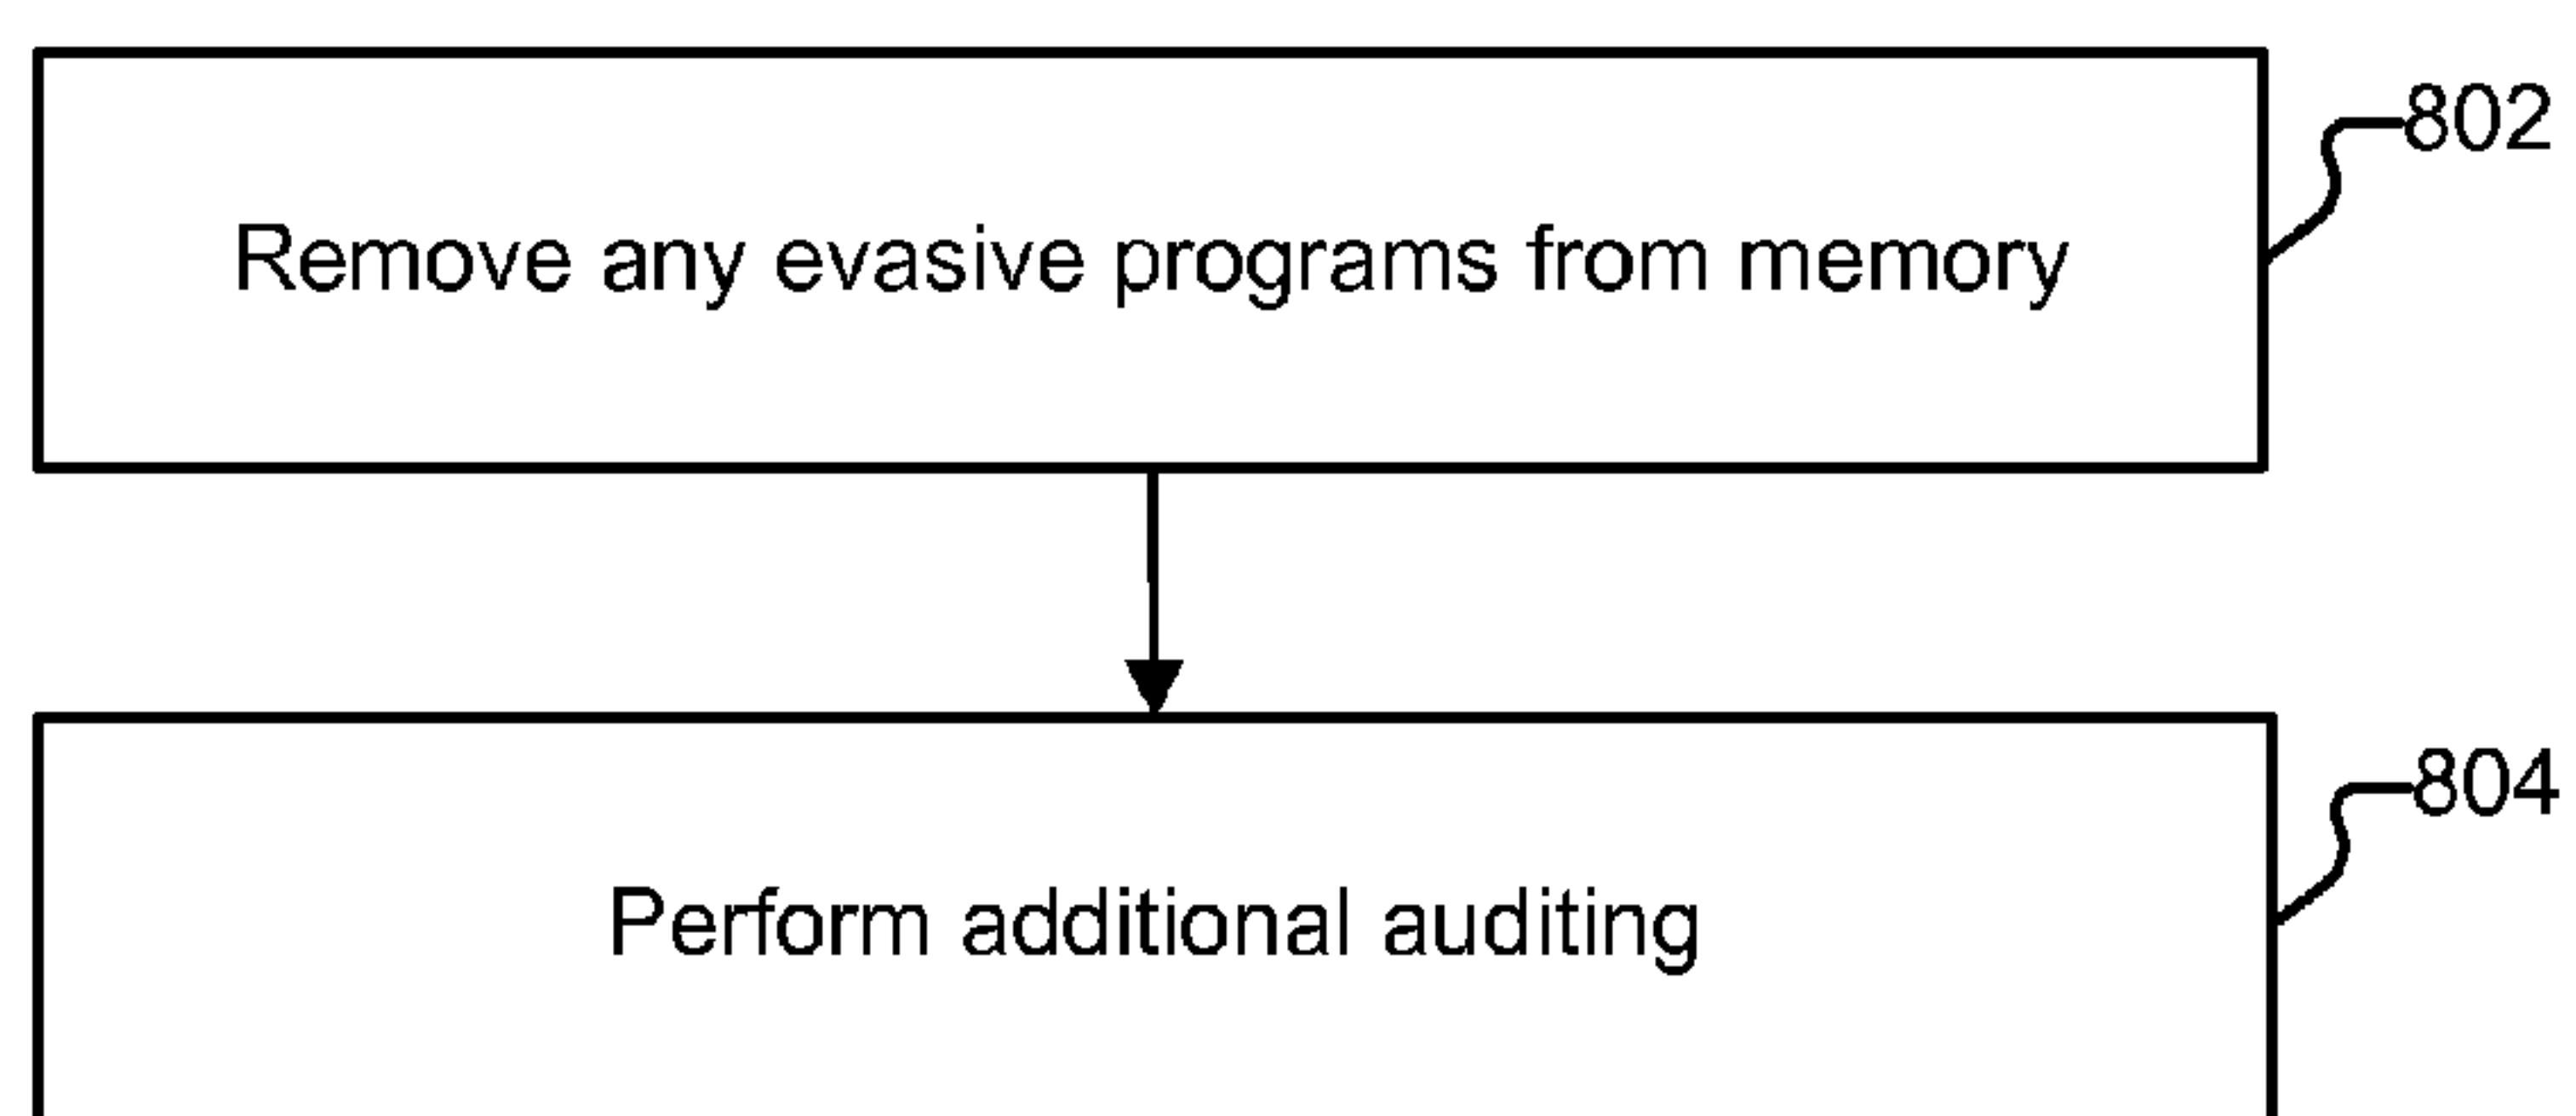 802
Remove any evasive programs from memory
804
Perform additional auditing